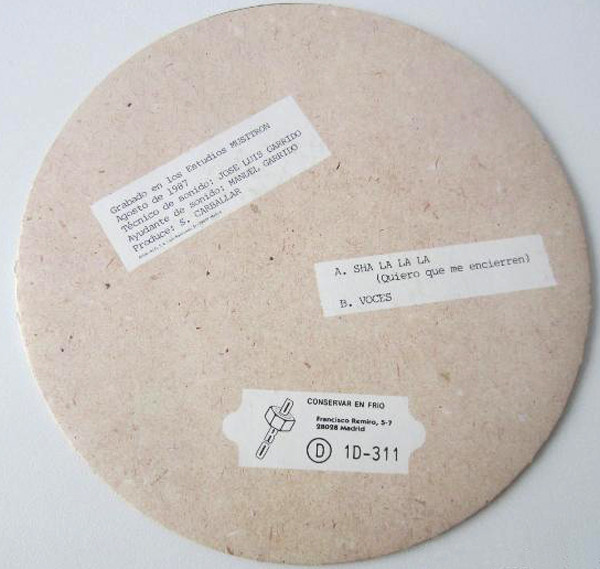 Grabado en los Estudios MUSITRON
Agosto de 1987
Técnico de sonido: JOSE LUIS GARRIDO
Ayudante de sonido: MANUEL GARRIDO
Produce: S. CARBALLAR
A. SHA LA LA LA
(Quiero que me encierren)
B. VOCES
CONSERVAR EN FRIO
Francisco Remiro, 5-7
28028 Madrid
D 1D-311